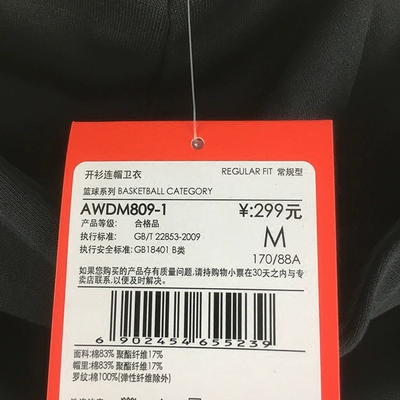 开衫连帽卫衣 REGULAR FIT 常规型
篮球系列 BASKETBALL CATEGORY
AWDM809-1 ¥:299元
产品等级: 合格品
执行标准: GB/T 22853-2009 M
执行安全标准: GB18401 B类 170/88A
如果您购买的产品存有质量问题,请持购物小票在30天之内与专
卖店联系,以便及时解决。
6 902454 655239
面料:棉83% 聚酯纤维17%
帽里:棉83% 聚酯纤维17%
罗纹:棉100%(弹性纤维除外)